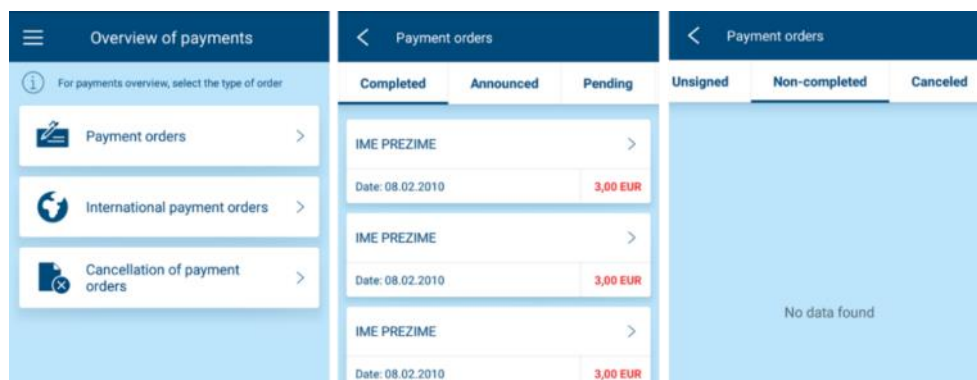 Overview of payments
For payments overview, select the type of order
Payment orders
International payment orders
Cancellation of payment
orders
Payment orders
Completed Announced Pending
IME PREZIME
Date: 08.02.2010 3,00 EUR
IME PREZIME
Date: 08.02.2010 3,00 EUR
IME PREZIME
Date: 08.02.2010 3,00 EUR
Payment orders
Unsigned Non-completed Canceled
No data found